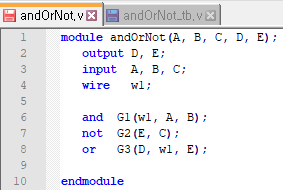 andOrNot.v andOrNot_tb.v
1 module andOrNot(A, B, C, D, E);
2 output D, E;
3 input A, B, C;
4 wire w1;
5
6 and G1(w1, A, B);
7 not G2(E, C);
8 or G3(D, w1, E);
9
10 endmodule